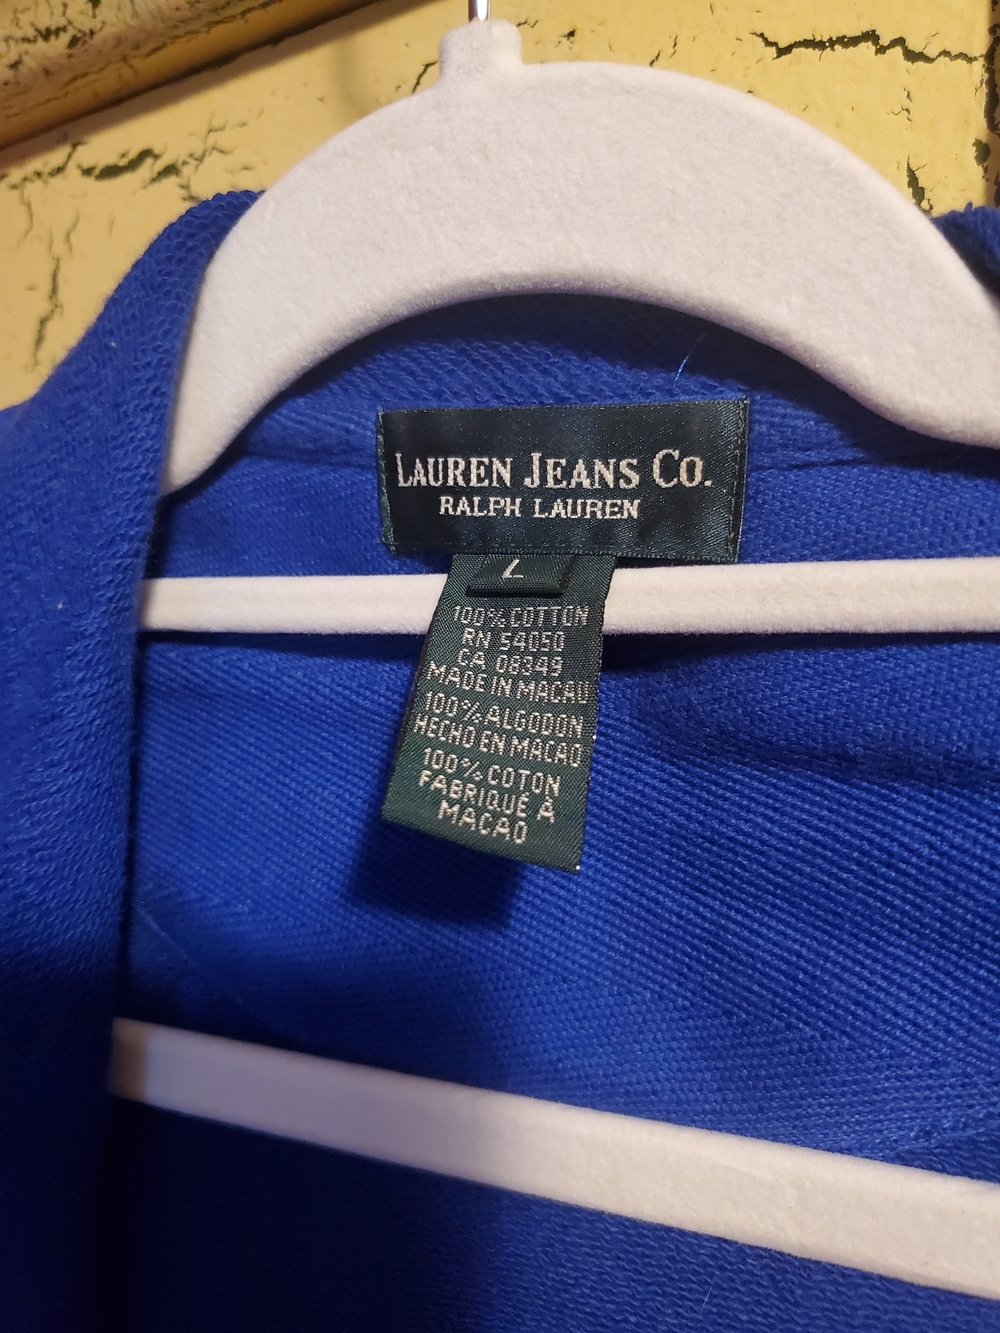 LAUREN JEANS CO.
RALPH LAUREN
L
100% COTTON
RN 54050
CA 08349
MADE IN MACAU
100% ALGODON
HECHO EN MACAO
100% COTON
FABRIQUÉ À
MACAO